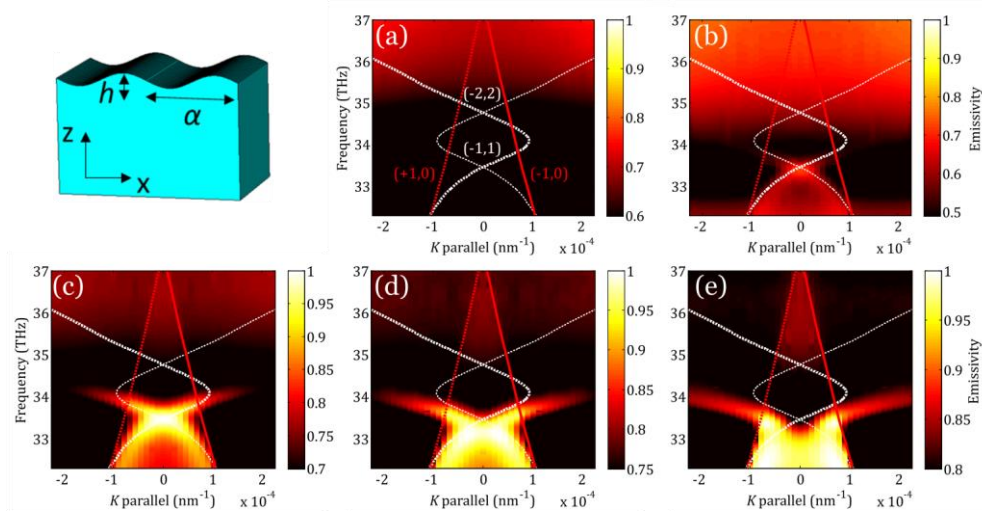 h
α
z
x
(a)
Frequency (THz)
37
36
35
34
33
(-2,2)
(-1,1)
(+1,0)
(-1,0)
-2 -1 0 1 2
K parallel (nm⁻¹)
x 10⁻⁴
1
0.9
0.8
0.7
0.6
(b)
37
36
35
34
33
-2 -1 0 1 2
K parallel (nm⁻¹)
x 10⁻⁴
1
0.9
0.8
0.7
0.6
0.5
Emissivity
(c)
Frequency (THz)
37
36
35
34
33
-2 -1 0 1 2
K parallel (nm⁻¹)
x 10⁻⁴
1
0.95
0.9
0.85
0.8
0.75
0.7
(d)
37
36
35
34
33
-2 -1 0 1 2
K parallel (nm⁻¹)
x 10⁻⁴
1
0.95
0.9
0.85
0.8
0.75
(e)
37
36
35
34
33
-2 -1 0 1 2
K parallel (nm⁻¹)
x 10⁻⁴
1
0.95
0.9
0.85
0.8
Emissivity